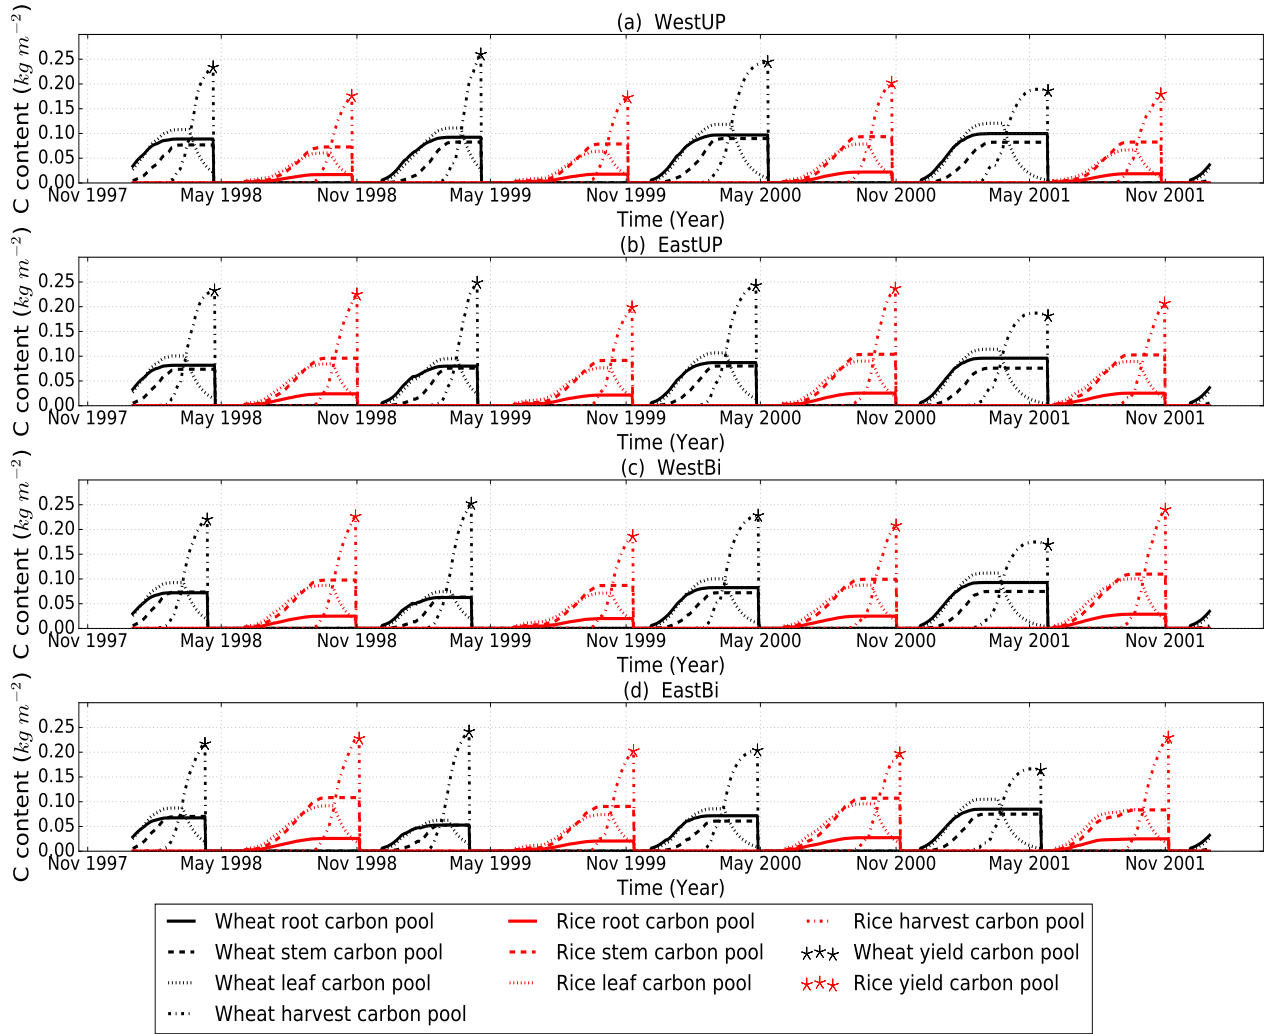 (a) WestUP
C content (kg m−2)
0.25
0.20
0.15
0.10
0.05
0.00
Nov 1997 May 1998 Nov 1998 May 1999 Nov 1999 May 2000 Nov 2000 May 2001 Nov 2001
Time (Year)
(b) EastUP
C content (kg m−2)
0.25
0.20
0.15
0.10
0.05
0.00
Nov 1997 May 1998 Nov 1998 May 1999 Nov 1999 May 2000 Nov 2000 May 2001 Nov 2001
Time (Year)
(c) WestBi
C content (kg m−2)
0.25
0.20
0.15
0.10
0.05
0.00
Nov 1997 May 1998 Nov 1998 May 1999 Nov 1999 May 2000 Nov 2000 May 2001 Nov 2001
Time (Year)
(d) EastBi
C content (kg m−2)
0.25
0.20
0.15
0.10
0.05
0.00
Nov 1997 May 1998 Nov 1998 May 1999 Nov 1999 May 2000 Nov 2000 May 2001 Nov 2001
Time (Year)
Wheat root carbon pool
Wheat stem carbon pool
Wheat leaf carbon pool
Wheat harvest carbon pool
Rice root carbon pool
Rice stem carbon pool
Rice leaf carbon pool
Rice harvest carbon pool
Wheat yield carbon pool
Rice yield carbon pool